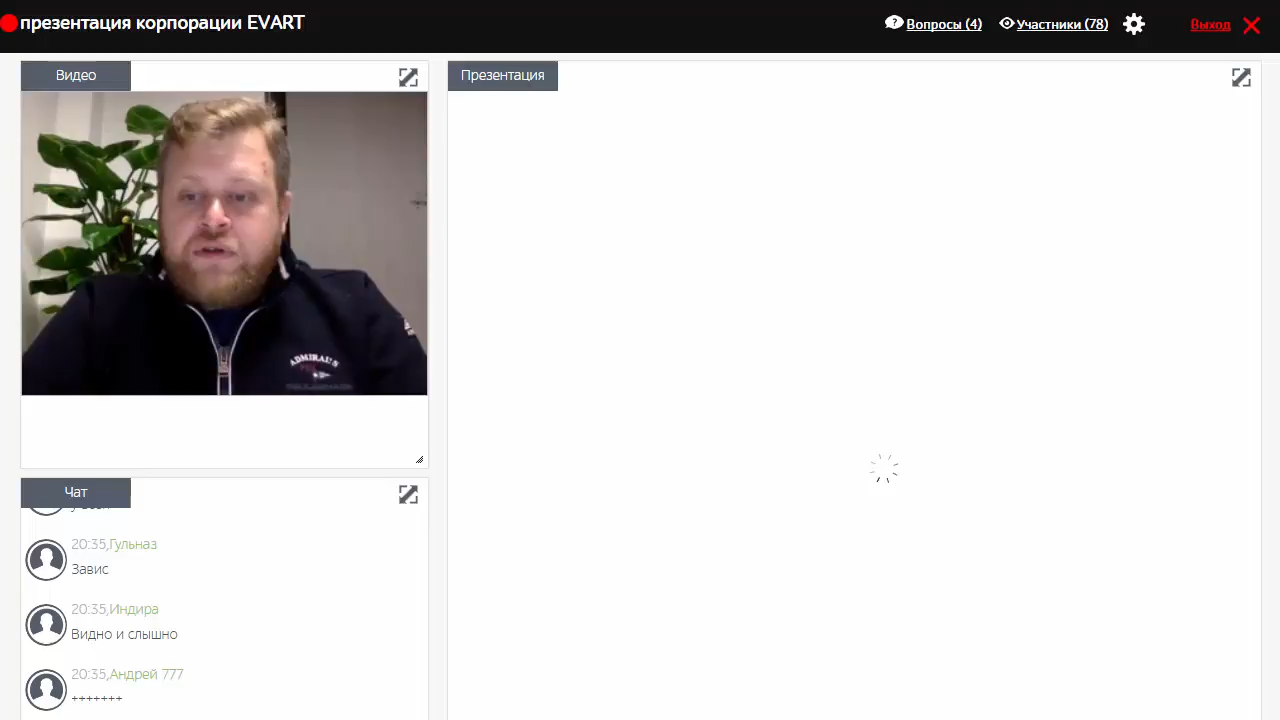 презентация корпорации EVART
Вопросы (4)
Участники (78)
Выход
Видео
Презентация
ADMIRAL'S
Чат
20:35,Гульназ
Завис
20:35,Индира
Видно и слышно
20:35,Андрей 777
+++++++